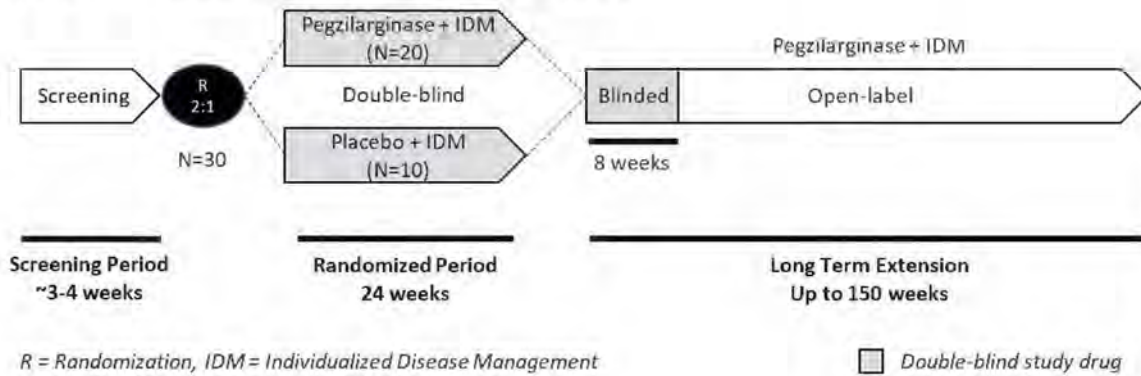 Pegzilarginase + IDM
(N=20)
Screening
R
2:1
N=30
Double-blind
Placebo + IDM
(N=10)
Pegzilarginase + IDM
Blinded
Open-label
8 weeks
Screening Period
~3-4 weeks
Randomized Period
24 weeks
Long Term Extension
Up to 150 weeks
R = Randomization, IDM = Individualized Disease Management
Double-blind study drug